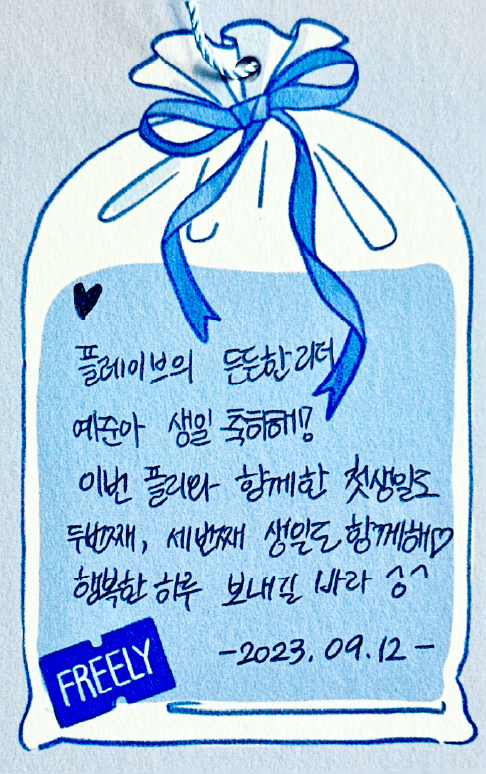 ♥
플레이브의 든든한 리더
예준아 생일 축하해!
이번 플리와 함께한 첫생일도
두번째, 세번째 생일도 함께해♡
행복한 하루 보내길 바라 ^ㅇ^
-2023. 09. 12-
FREELY